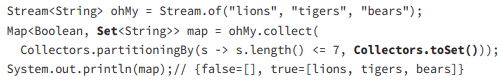 Stream<String> ohMy = Stream.of("lions", "tigers", "bears");
Map<Boolean, Set<String>> map = ohMy.collect(
Collectors.partitioningBy(s -> s.length() <= 7, Collectors.toSet()));
System.out.println(map);// {false=[], true=[lions, tigers, bears]}